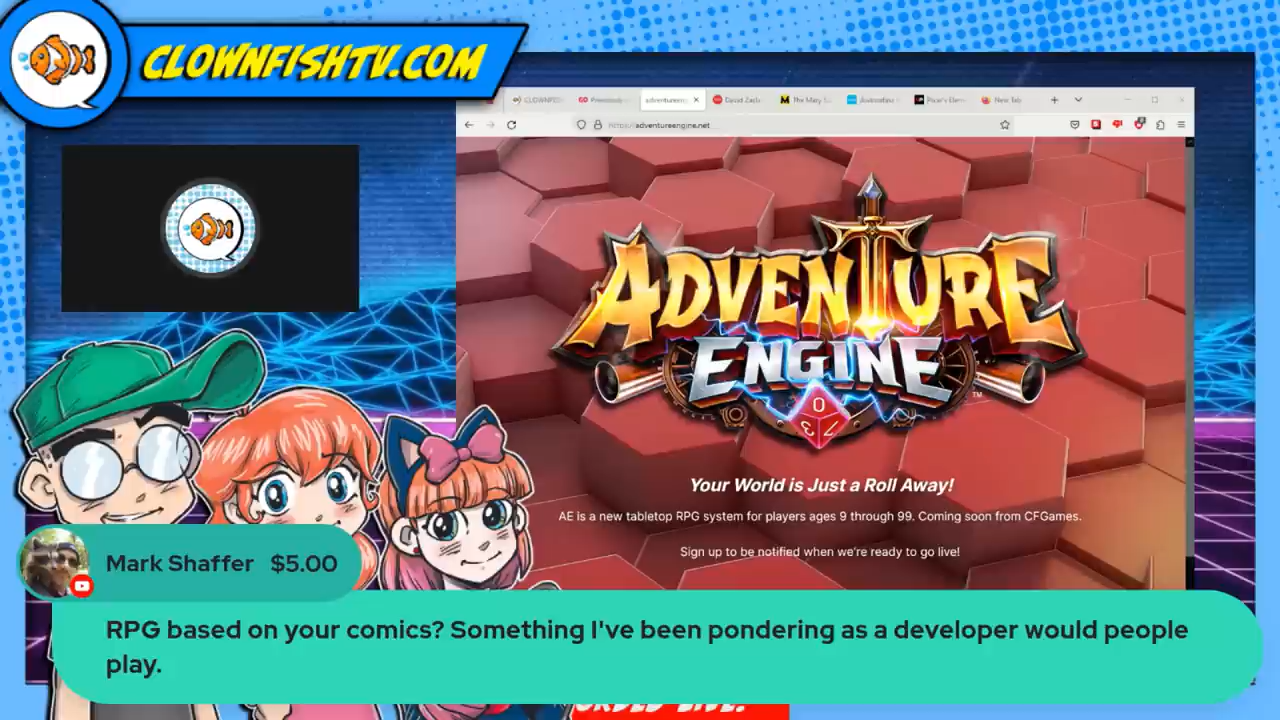 CLOWNFISHTV.COM
adventureengine.net
ADVENTURE
ENGINE
TM
0
Your World is Just a Roll Away!
AE is a new tabletop RPG system for players ages 9 through 99. Coming soon from CFGames.
Sign up to be notified when we're ready to go live!
Mark Shaffer $5.00
RPG based on your comics? Something I've been pondering as a developer would people
play.